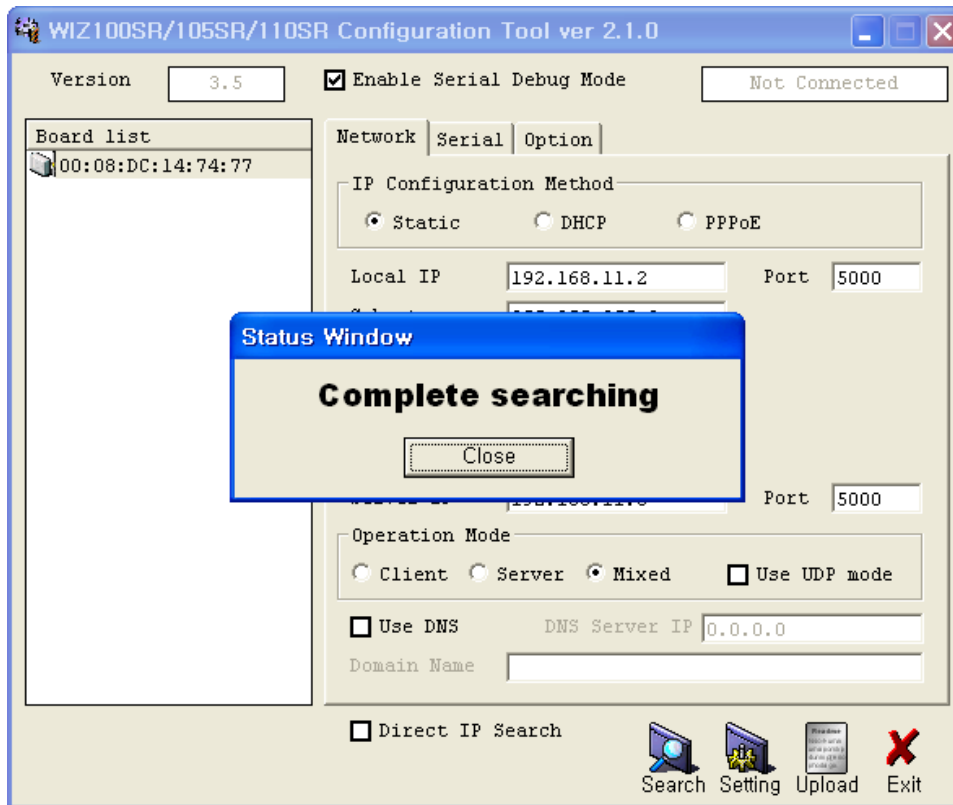 WIZ100SR/105SR/110SR Configuration Tool ver 2.1.0
Version 3.5 Enable Serial Debug Mode Not Connected
Board list
00:08:DC:14:74:77
Network Serial Option
IP Configuration Method
Static DHCP PPPoE
Local IP 192.168.11.2 Port 5000
Status Window
Complete searching
Close
Port 5000
Operation Mode
Client Server Mixed Use UDP mode
Use DNS DNS Server IP 0.0.0.0
Domain Name
Direct IP Search
Search Setting Upload Exit